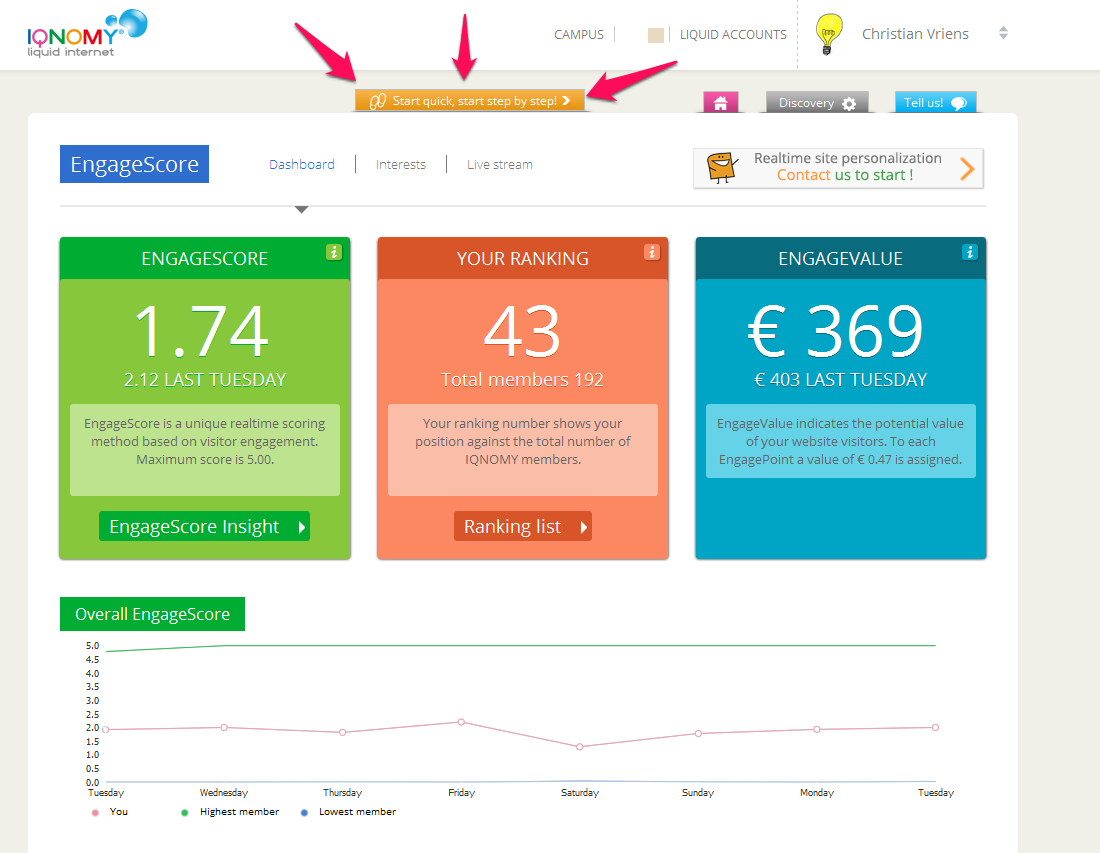 IQNOMY
liquid internet
CAMPUS
LIQUID ACCOUNTS
Christian Vriens
Start quick, start step by step!
Discovery
Tell us!
EngageScore
Dashboard
Interests
Live stream
Realtime site personalization
Contact us to start !
ENGAGESCORE
i
1.74
2.12 LAST TUESDAY
EngageScore is a unique realtime scoring
method based on visitor engagement.
Maximum score is 5.00.
EngageScore Insight
YOUR RANKING
i
43
Total members 192
Your ranking number shows your
position against the total number of
IQNOMY members.
Ranking list
ENGAGEVALUE
i
€ 369
€ 403 LAST TUESDAY
EngageValue indicates the potential value
of your website visitors. To each
EngagePoint a value of € 0.47 is assigned.
Overall EngageScore
5.0
4.5
4.0
3.5
3.0
2.5
2.0
1.5
1.0
0.5
0.0
Tuesday
Wednesday
Thursday
Friday
Saturday
Sunday
Monday
Tuesday
You
Highest member
Lowest member